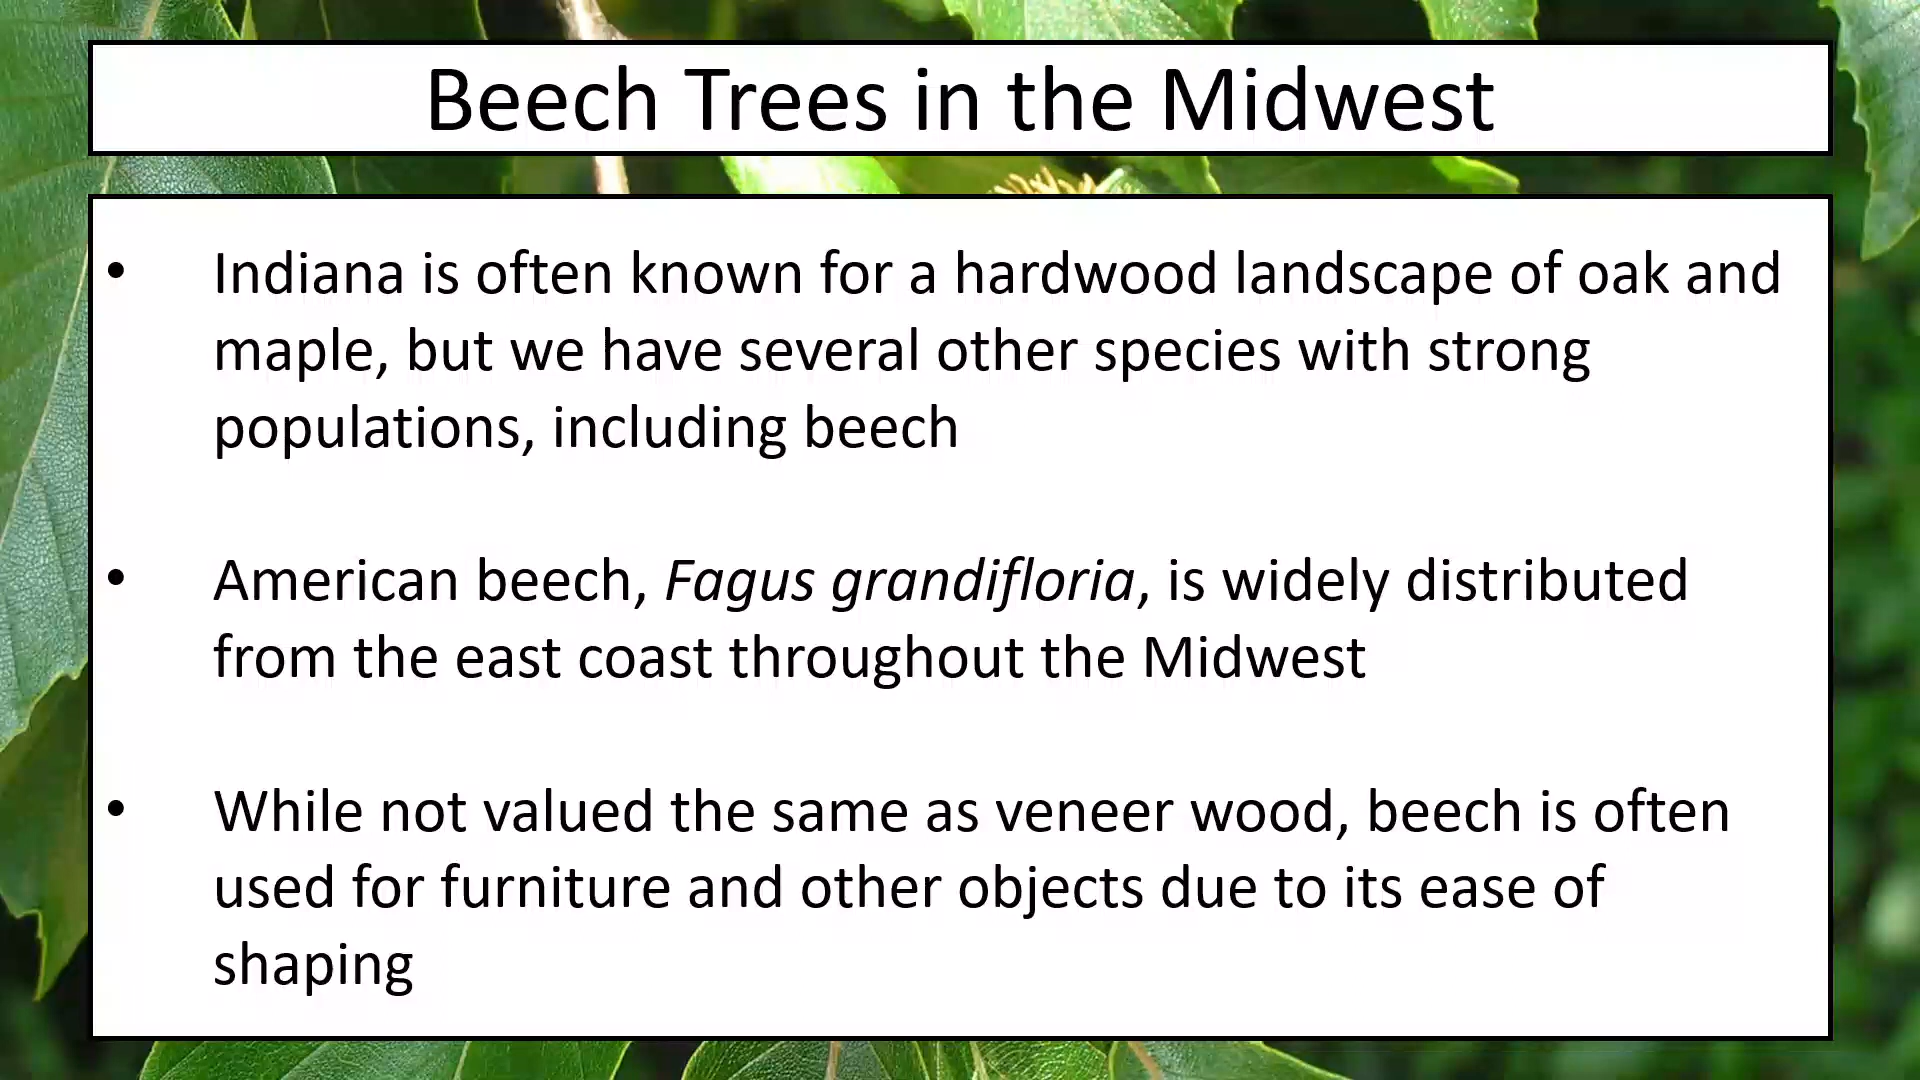 Beech Trees in the Midwest
• Indiana is often known for a hardwood landscape of oak and
maple, but we have several other species with strong
populations, including beech
• American beech, Fagus grandifloria, is widely distributed
from the east coast throughout the Midwest
• While not valued the same as veneer wood, beech is often
used for furniture and other objects due to its ease of
shaping